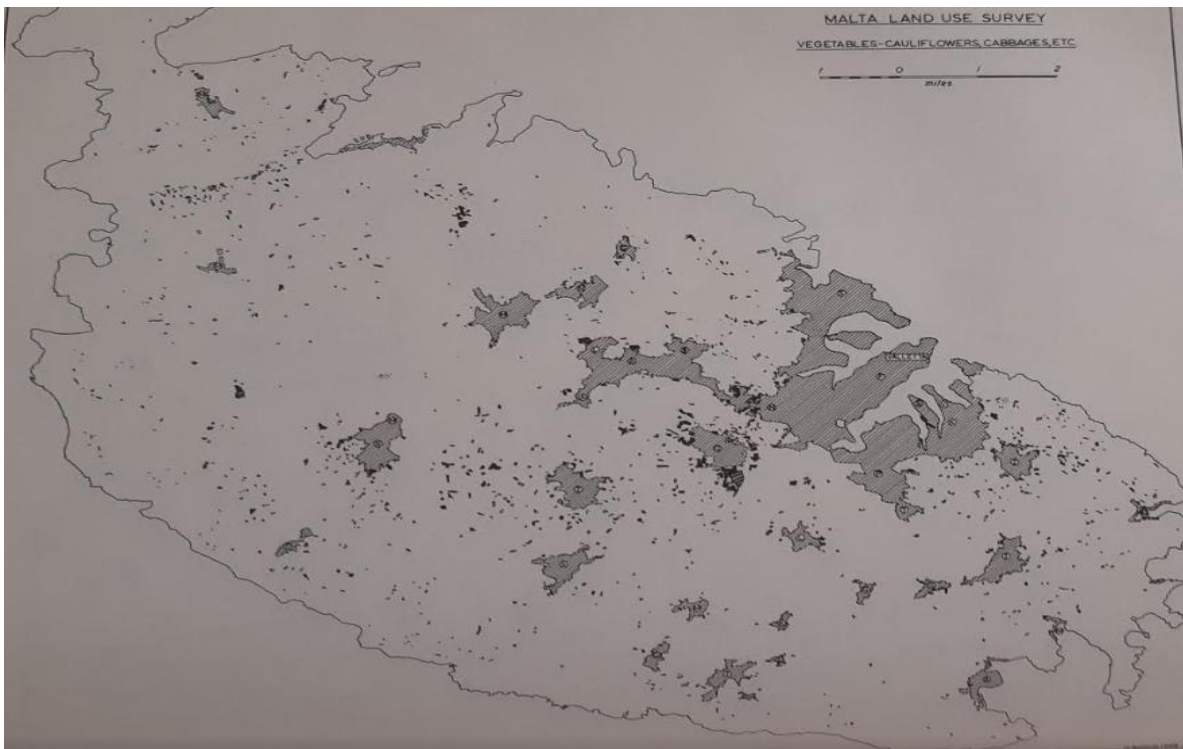 MALTA LAND USE SURVEY
VEGETABLES-CAULIFLOWERS, CABBAGES, ETC
1 0 1 2
miles
VALLETTA